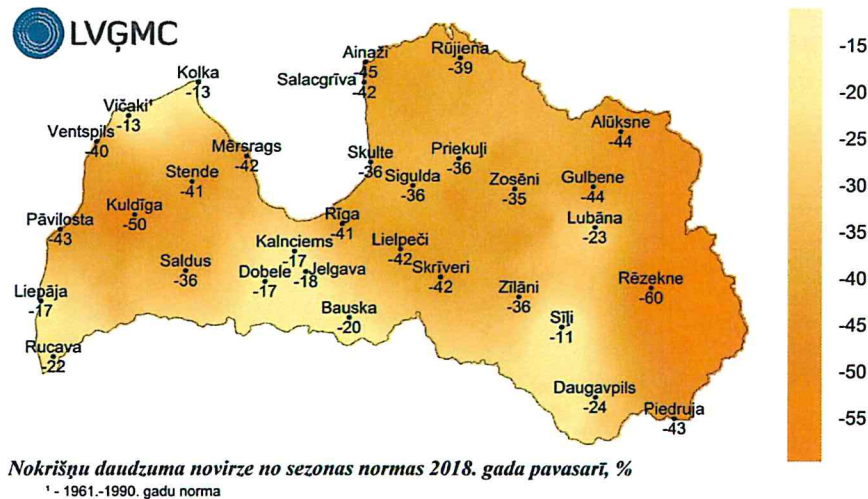 LVĢMC
Ainaži
-45
Rūjiena
-39
Salacgrīva
-42
Kolka
-13
Vičaki¹
-13
Ventspils
-40
Mērsrags
-42
Alūksne
-44
Stende
-41
Skulte
-36
Priekuļi
-36
Sigulda
-36
Zosēni
-35
Gulbene
-44
Kuldīga
-50
Pāvilosta
-43
Rīga
-41
Lubāna
-23
Kalnciems
-17
Lielpeči
-42
Saldus
-36
Dobele
-17
Jelgava
-18
Skrīveri
-42
Zīlāni
-36
Rēzekne
-60
Liepāja
-17
Bauska
-20
Sīļi
-11
Rucava
-22
Daugavpils
-24
Piedruja
-43
-15
-20
-25
-30
-35
-40
-45
-50
-55
Nokrišņu daudzuma novirze no sezonas normas 2018. gada pavasarī, %
¹ - 1961.-1990. gadu norma